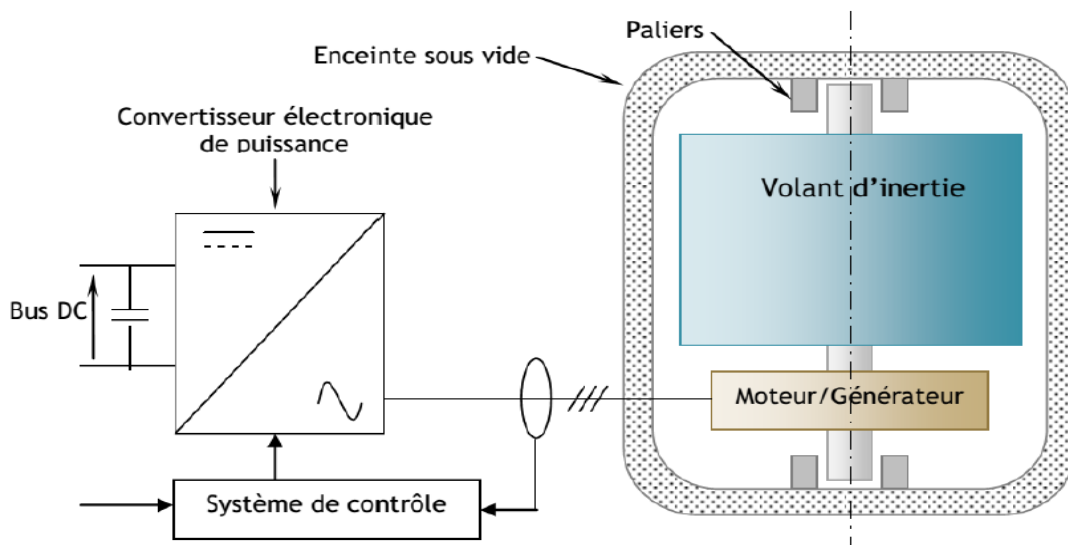 Paliers
Enceinte sous vide
Convertisseur électronique
de puissance
Volant d'inertie
Bus DC
Moteur/Générateur
Système de contrôle